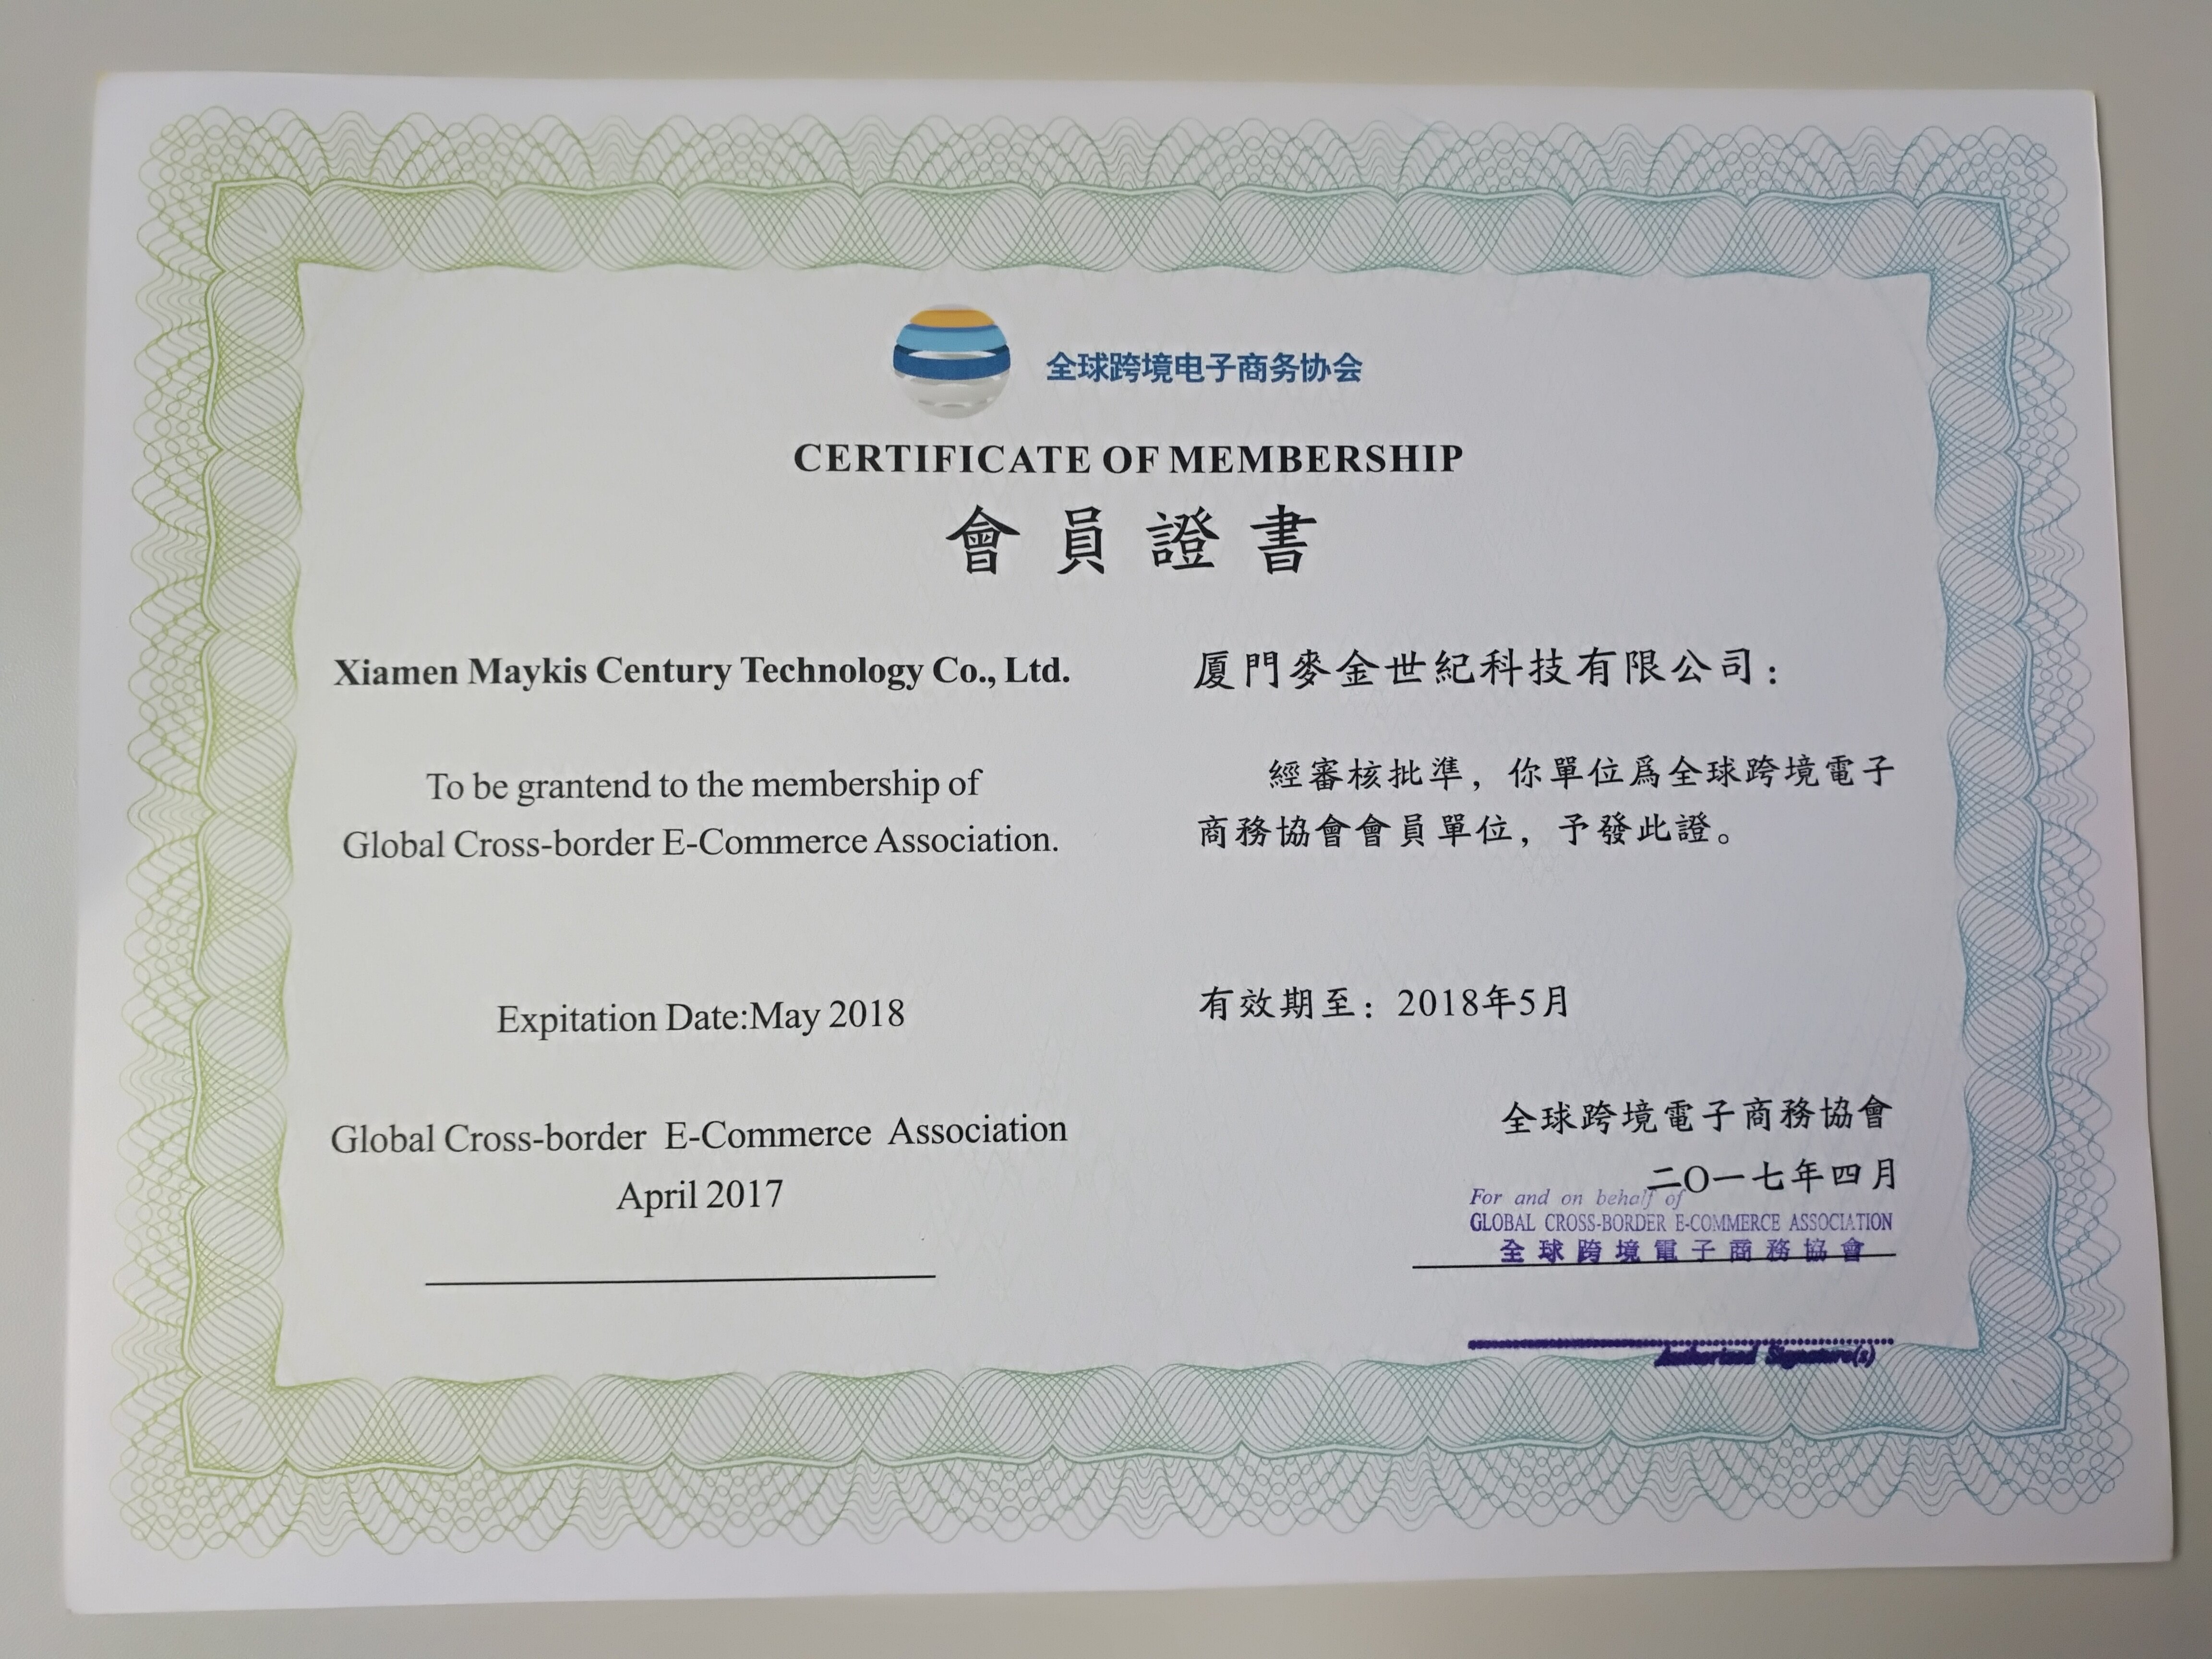 全球跨境电子商务协会
CERTIFICATE OF MEMBERSHIP
會員證書
Xiamen Maykis Century Technology Co., Ltd.
To be grantend to the membership of
Global Cross-border E-Commerce Association.
Expitation Date:May 2018
Global Cross-border E-Commerce Association
April 2017
厦門麥金世紀科技有限公司：
經審核批準，你單位爲全球跨境電子
商務協會會員單位，予發此證。
有效期至：2018年5月
全球跨境電子商務協會
二O一七年四月
For and on behalf of
GLOBAL CROSS-BORDER E-COMMERCE ASSOCIATION
全球跨境電子商務協會
Authorized Signature(s)